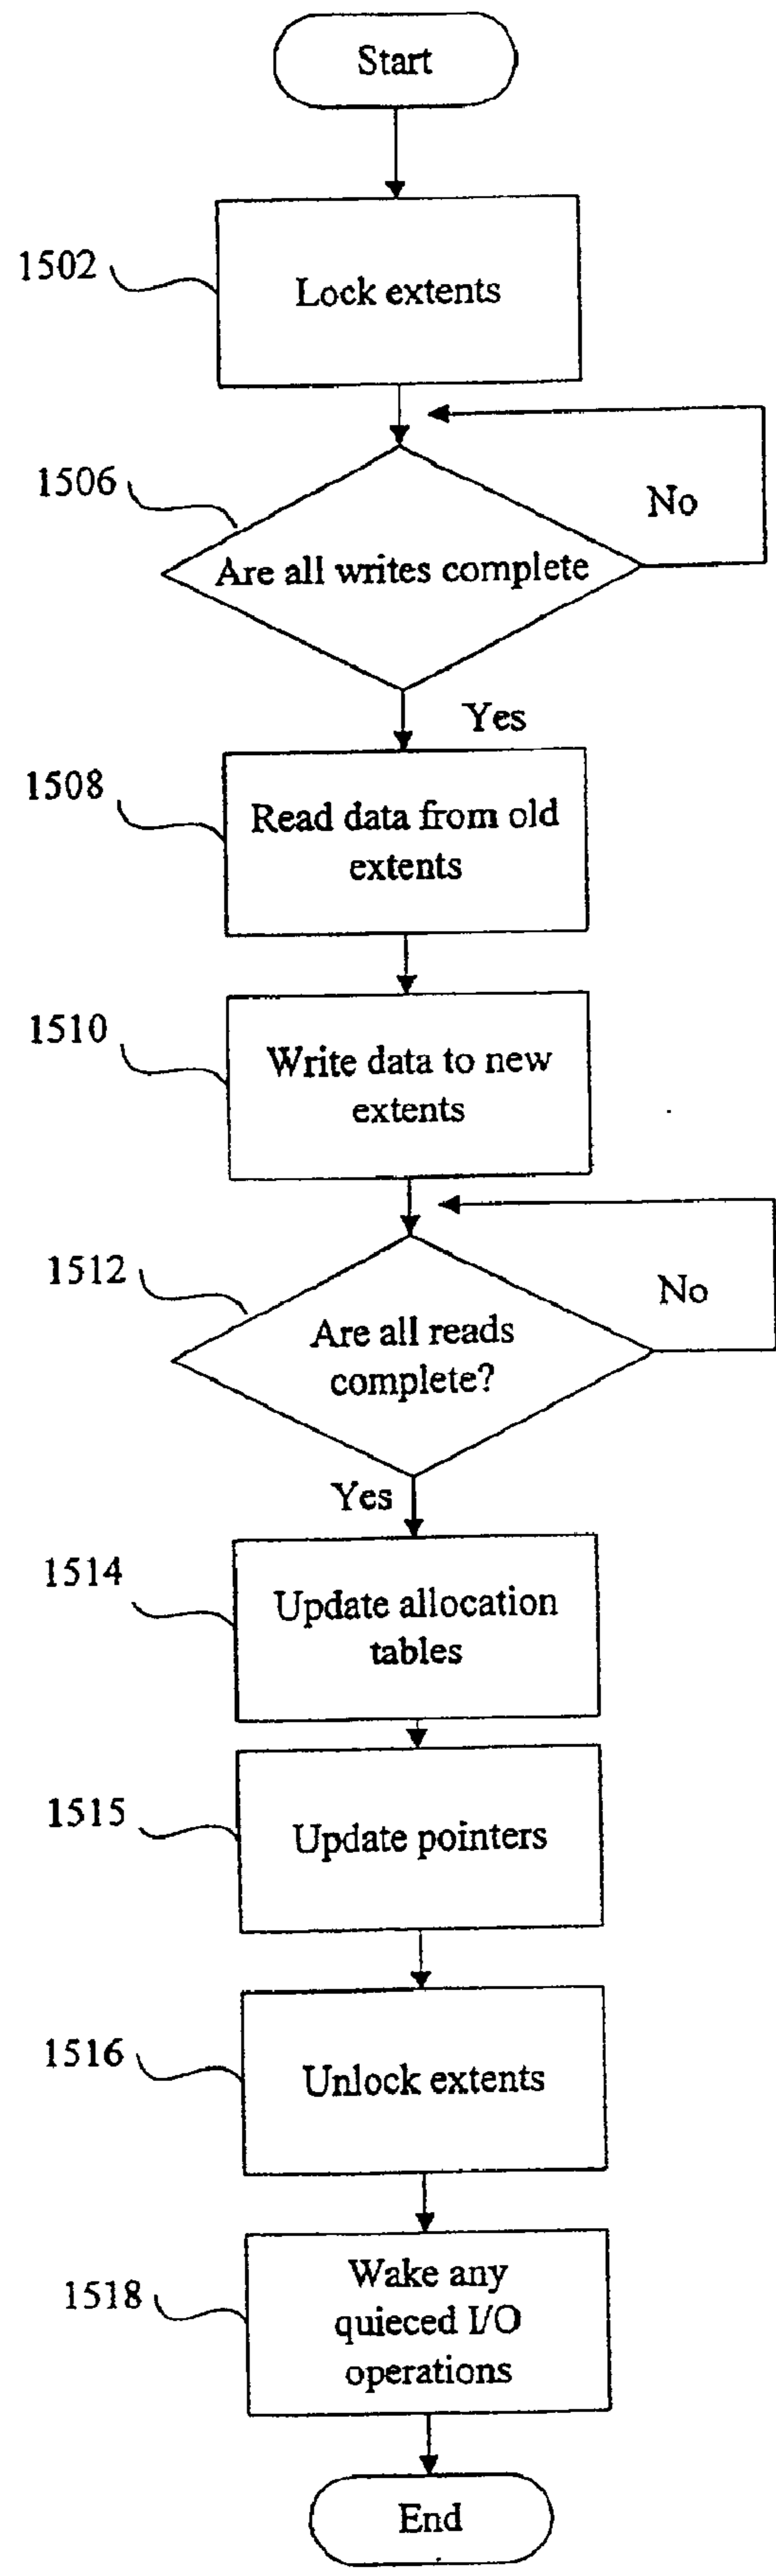 Start
1502
Lock extents
1506
No
Are all writes complete
Yes
1508
Read data from old
extents
1510
Write data to new
extents
1512
No
Are all reads
complete?
Yes
1514
Update allocation
tables
1515
Update pointers
1516
Unlock extents
1518
Wake any
quieced I/O
operations
End